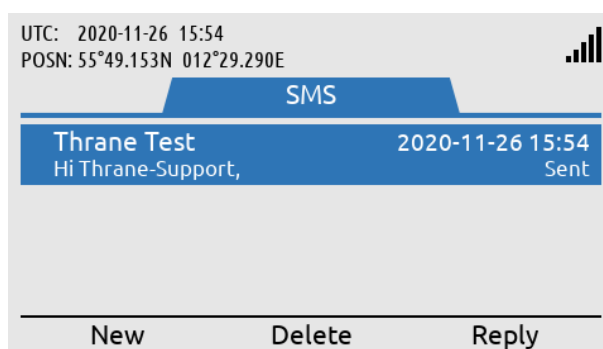 UTC: 2020-11-26 15:54
POSN: 55°49.153N 012°29.290E
SMS
Thrane Test 2020-11-26 15:54
Hi Thrane-Support, Sent
New Delete Reply